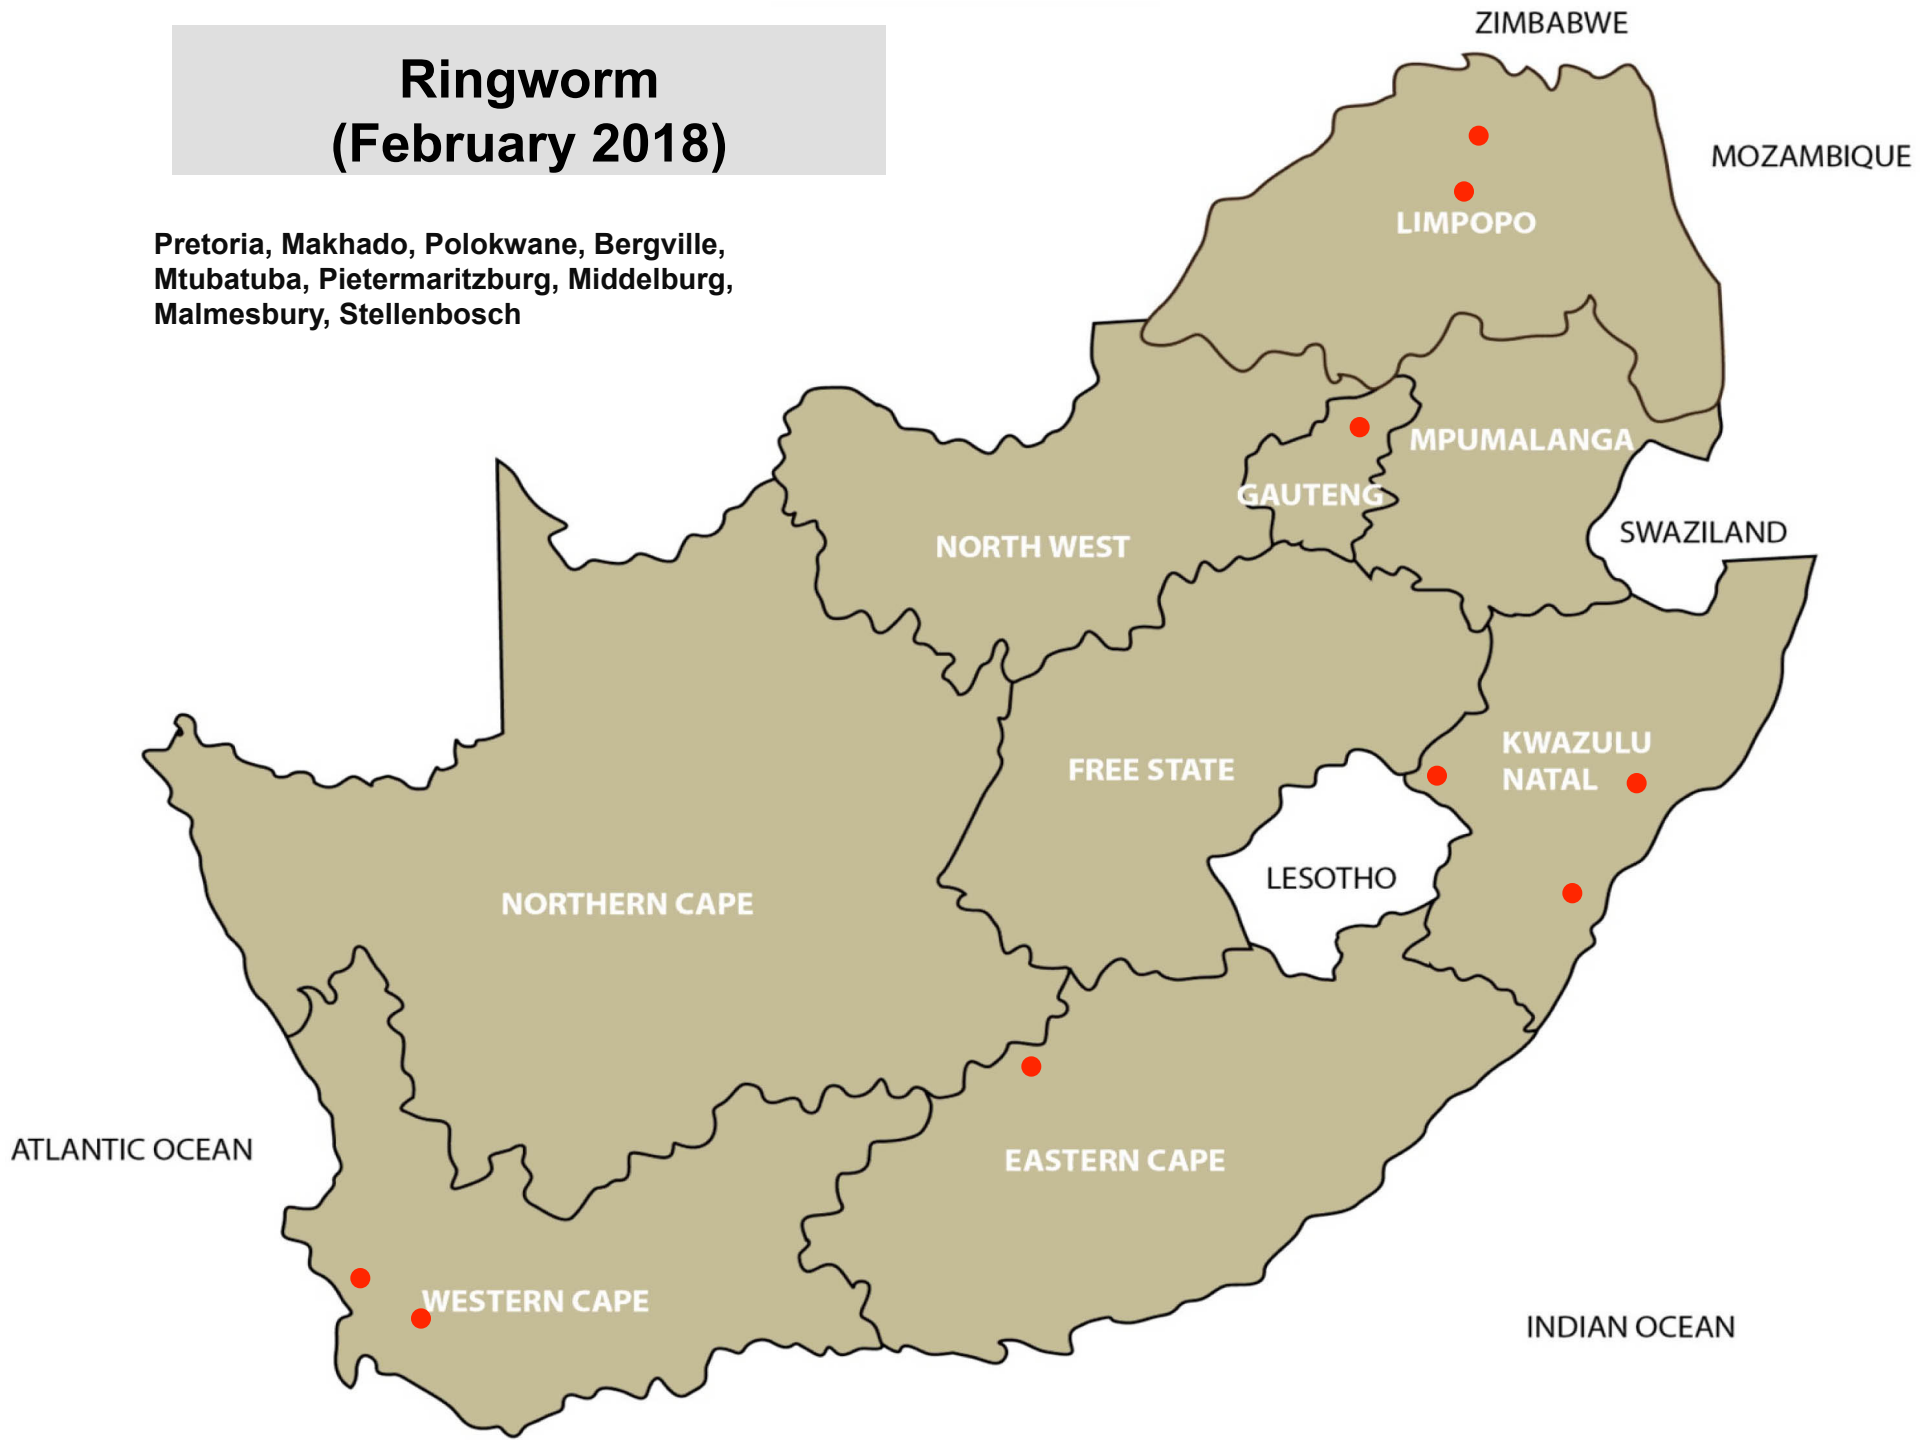 Ringworm
(February 2018)
Pretoria, Makhado, Polokwane, Bergville,
Mtubatuba, Pietermaritzburg, Middelburg,
Malmesbury, Stellenbosch
ZIMBABWE
MOZAMBIQUE
LIMPOPO
MPUMALANGA
GAUTENG
SWAZILAND
NORTH WEST
KWAZULU
NATAL
FREE STATE
LESOTHO
NORTHERN CAPE
ATLANTIC OCEAN
EASTERN CAPE
WESTERN CAPE
INDIAN OCEAN